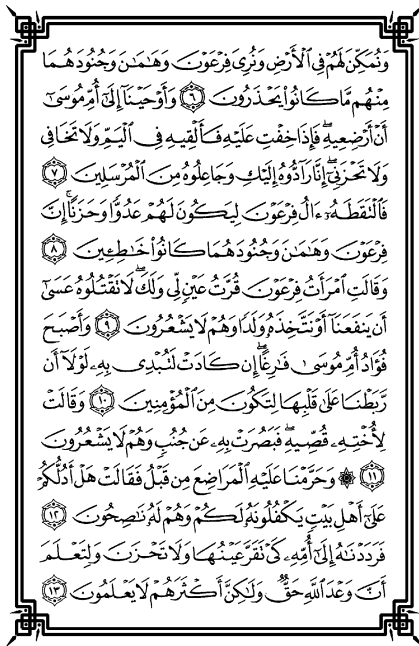 وَنُمَكِّنَ لَهُمْ فِي ٱلْأَرْضِ وَنُرِيَ فِرْعَوْنَ وَهَٰمَٰنَ وَجُنُودَهُمَا
مِنْهُم مَّا كَانُوا۟ يَحْذَرُونَ ٦ وَأَوْحَيْنَآ إِلَىٰٓ أُمِّ مُوسَىٰٓ
أَنْ أَرْضِعِيهِ ۖ فَإِذَا خِفْتِ عَلَيْهِ فَأَلْقِيهِ فِي ٱلْيَمِّ وَلَا تَخَافِي
وَلَا تَحْزَنِيٓ ۖ إِنَّا رَآدُّوهُ إِلَيْكِ وَجَاعِلُوهُ مِنَ ٱلْمُرْسَلِينَ ٧
فَٱلْتَقَطَهُۥٓ ءَالُ فِرْعَوْنَ لِيَكُونَ لَهُمْ عَدُوًّا وَحَزَنًا ۗ إِنَّ
فِرْعَوْنَ وَهَٰمَٰنَ وَجُنُودَهُمَا كَانُوا۟ خَٰطِـِٔينَ ٨
وَقَالَتِ ٱمْرَأَتُ فِرْعَوْنَ قُرَّتُ عَيْنٍ لِّي وَلَكَ ۖ لَا تَقْتُلُوهُ عَسَىٰٓ
أَن يَنفَعَنَآ أَوْ نَتَّخِذَهُۥ وَلَدًا وَهُمْ لَا يَشْعُرُونَ ٩ وَأَصْبَحَ
فُؤَادُ أُمِّ مُوسَىٰ فَٰرِغًا ۖ إِن كَادَتْ لَتُبْدِي بِهِۦ لَوْلَآ أَن
رَّبَطْنَا عَلَىٰ قَلْبِهَا لِتَكُونَ مِنَ ٱلْمُؤْمِنِينَ ١٠ وَقَالَتْ
لِأُخْتِهِۦ قُصِّيهِ ۖ فَبَصُرَتْ بِهِۦ عَن جُنُبٍ وَهُمْ لَا يَشْعُرُونَ
١١ ۞ وَحَرَّمْنَا عَلَيْهِ ٱلْمَرَاضِعَ مِن قَبْلُ فَقَالَتْ هَلْ أَدُلُّكُمْ
عَلَىٰٓ أَهْلِ بَيْتٍ يَكْفُلُونَهُۥ لَكُمْ وَهُمْ لَهُۥ نَٰصِحُونَ ١٢
فَرَدَدْنَٰهُ إِلَىٰٓ أُمِّهِۦ كَيْ تَقَرَّ عَيْنُهَا وَلَا تَحْزَنَ وَلِتَعْلَمَ
أَنَّ وَعْدَ ٱللَّهِ حَقٌّ وَلَٰكِنَّ أَكْثَرَهُمْ لَا يَعْلَمُونَ ١٣